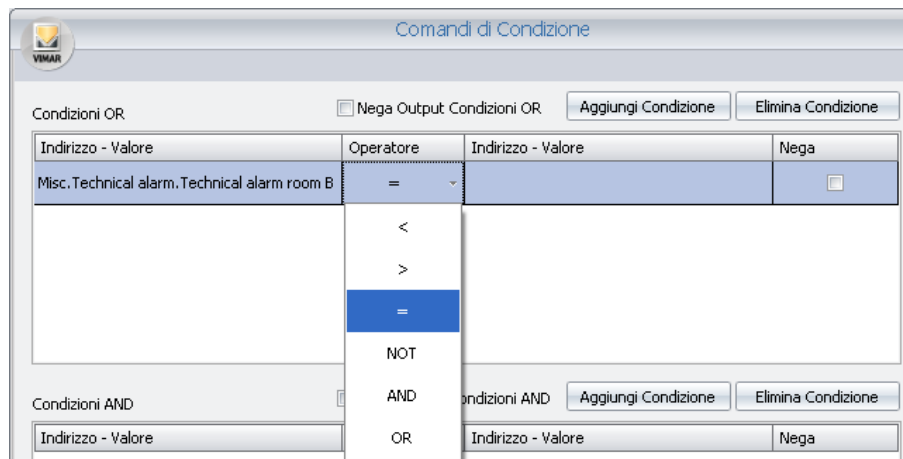 Comandi di Condizione
VIMAR
Condizioni OR Nega Output Condizioni OR Aggiungi Condizione Elimina Condizione
Indirizzo - Valore Operatore Indirizzo - Valore Nega
Misc.Technical alarm.Technical alarm room B =
<
>
=
NOT
Condizioni AND AND ondizioni AND Aggiungi Condizione Elimina Condizione
Indirizzo - Valore OR Indirizzo - Valore Nega